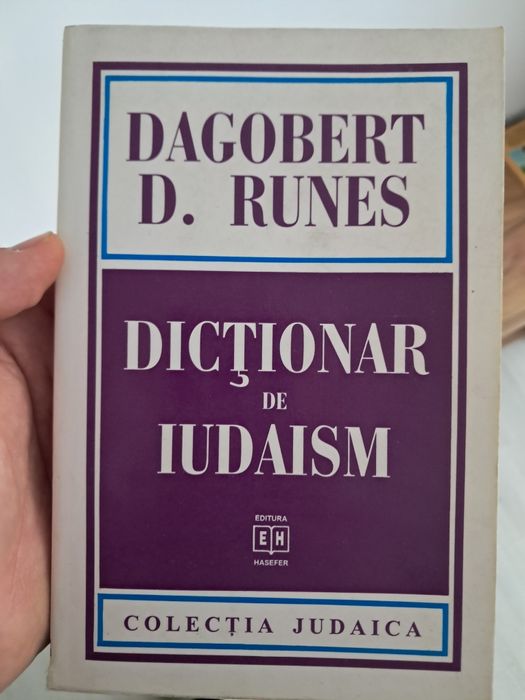 DAGOBERT
D. RUNES
DICŢIONAR
DE
IUDAISM
EDITURA
EH
HASEFER
COLECŢIA JUDAICA